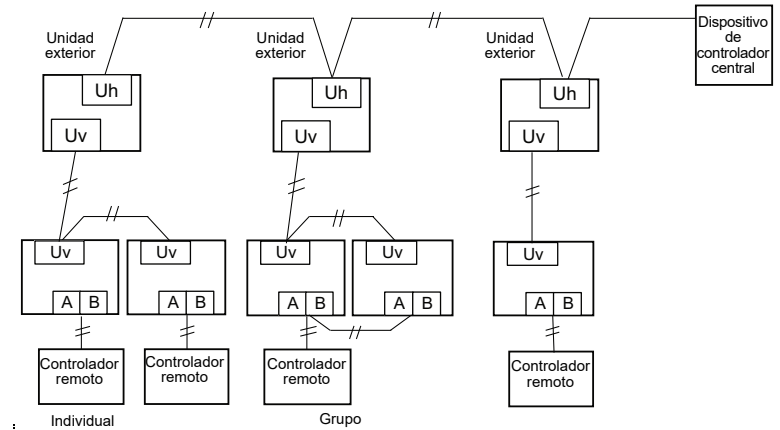 Dispositivo
de
controlador
central
Unidad
exterior
Unidad
exterior
Unidad
exterior
Uh
Uh
Uh
Uv
Uv
Uv
Uv
Uv
Uv
Uv
Uv
A B
A B
A B
A B
A B
Controlador
remoto
Controlador
remoto
Controlador
remoto
Controlador
remoto
Individual
Grupo